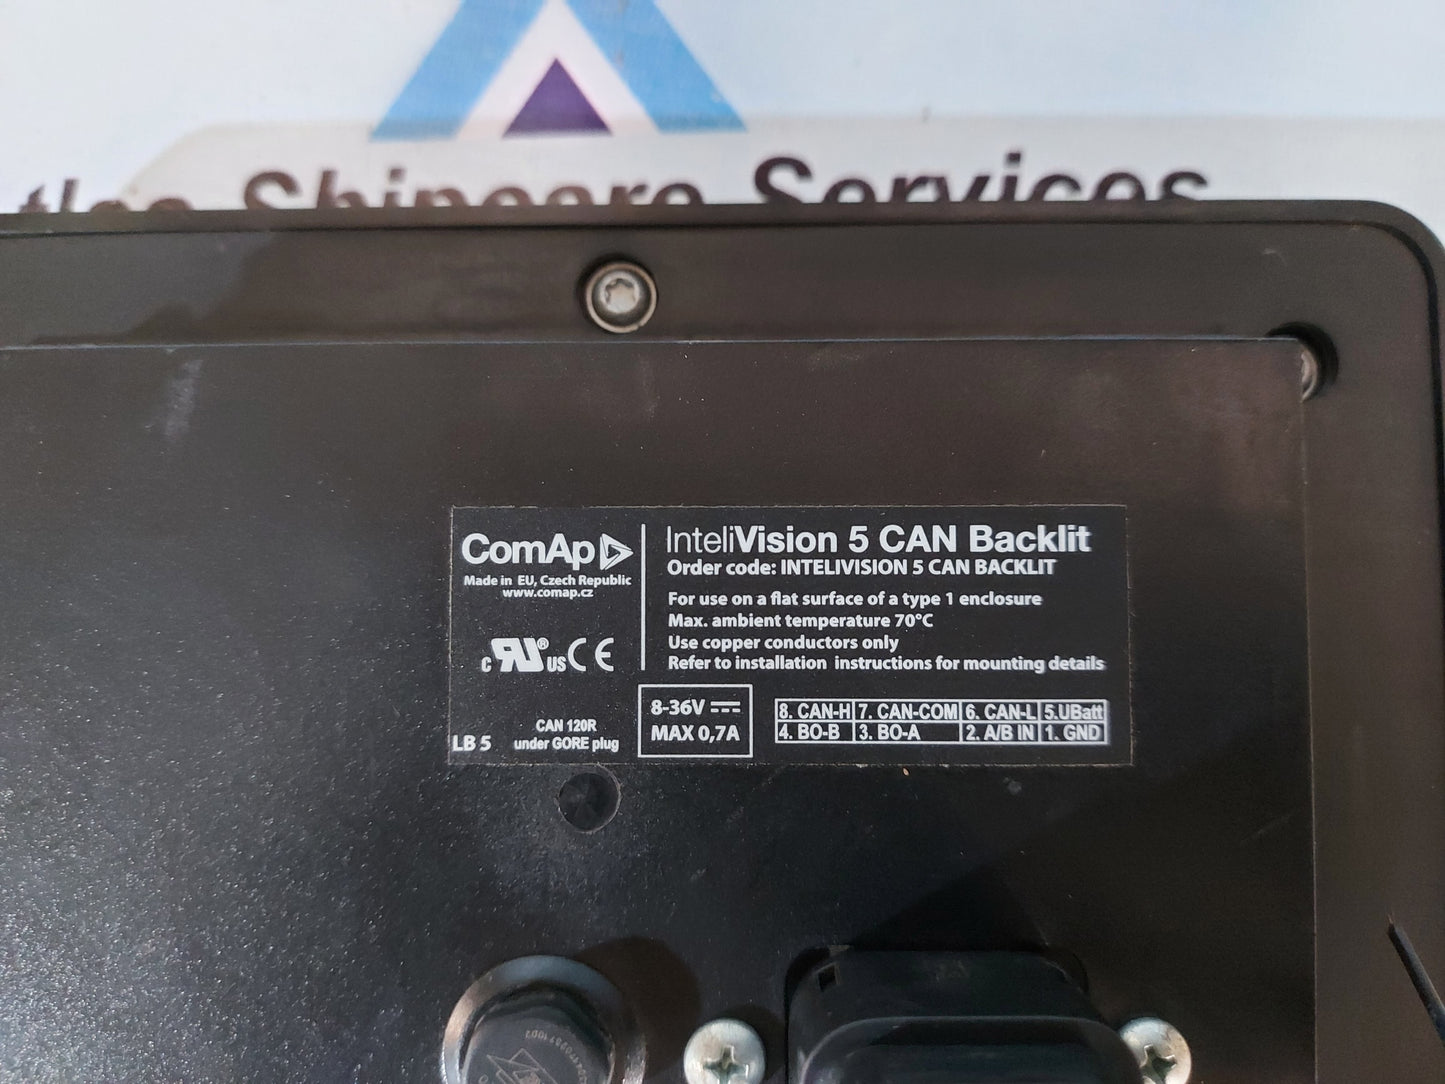 Shipcare Services
ComAp
Made in EU, Czech Republic
www.comap.cz
c RU ® US CE
CAN 120R
LB 5 under GORE plug
InteliVision 5 CAN Backlit
Order code: INTELIVISION 5 CAN BACKLIT
For use on a flat surface of a type 1 enclosure
Max. ambient temperature 70°C
Use copper conductors only
Refer to installation instructions for mounting details
8-36V
MAX 0,7A
8. CAN-H 7. CAN-COM 6. CAN-L 5.UBatt
4. BO-B 3. BO-A 2. A/B IN 1. GND